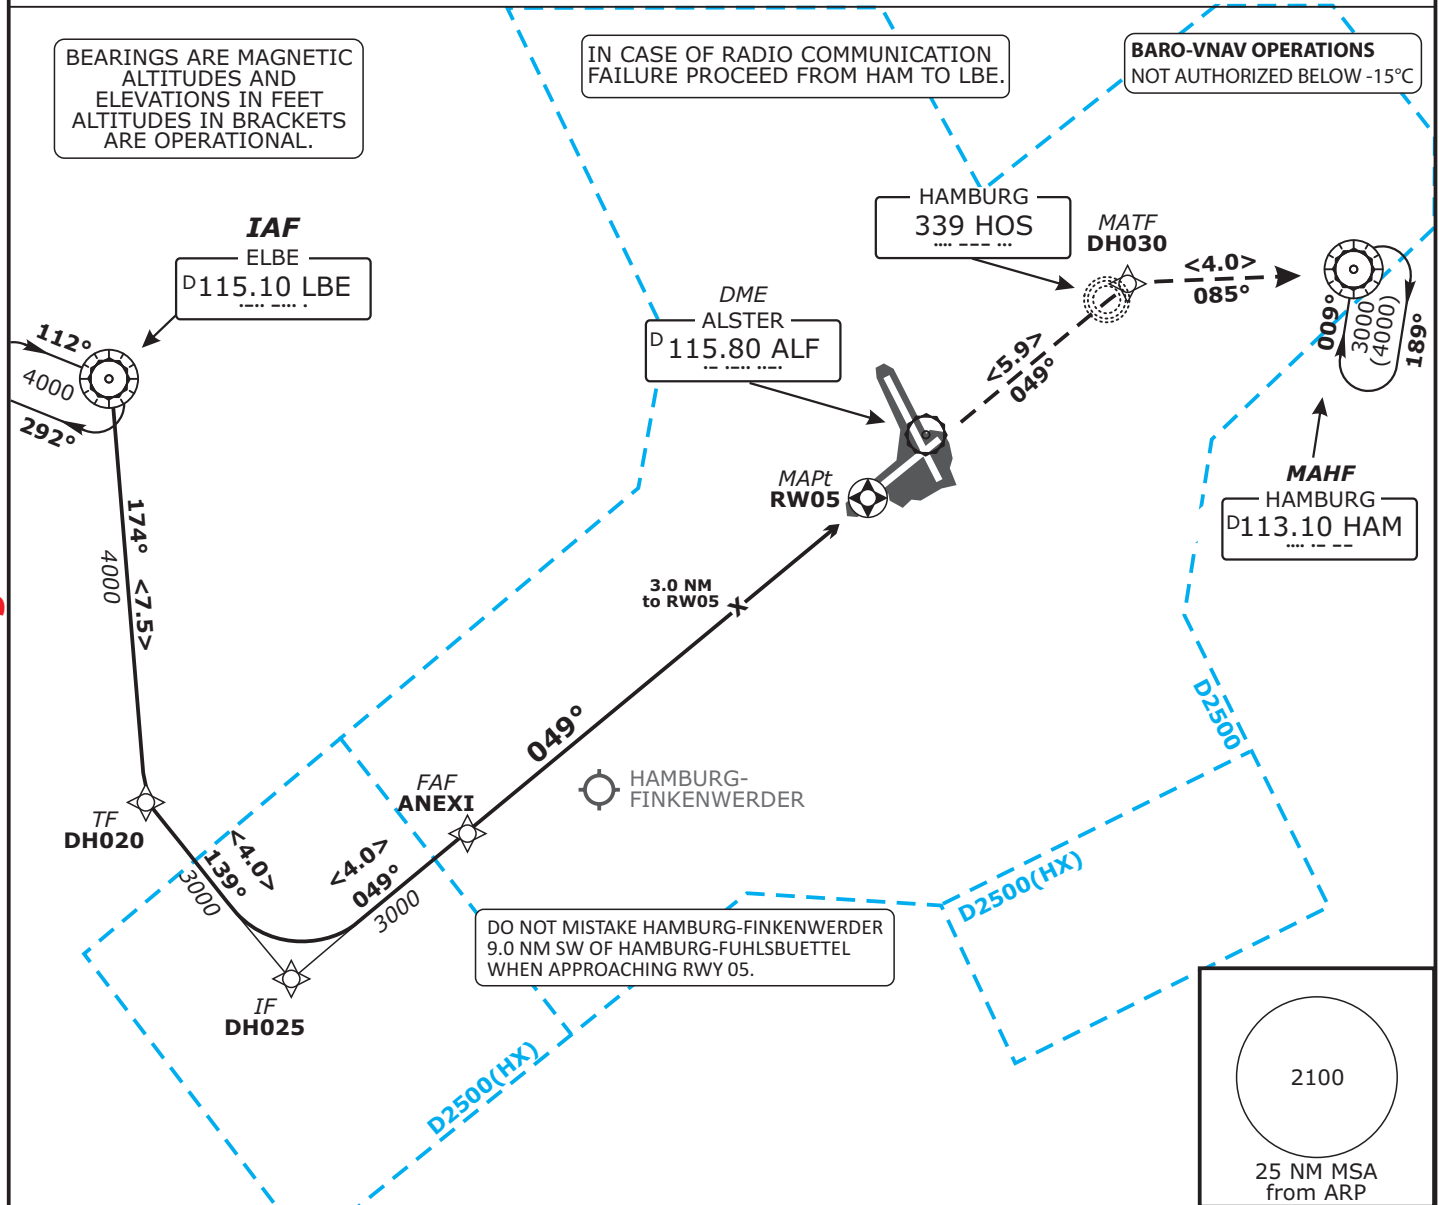 BEARINGS ARE MAGNETIC
ALTITUDES AND
ELEVATIONS IN FEET
ALTITUDES IN BRACKETS
ARE OPERATIONAL.
IN CASE OF RADIO COMMUNICATION
FAILURE PROCEED FROM HAM TO LBE.
BARO-VNAV OPERATIONS
NOT AUTHORIZED BELOW -15°C
IAF
ELBE
D 115.10 LBE
112°
4000
292°
HAMBURG
339 HOS
MATF
DH030
<4.0>
085°
DME
ALSTER
D 115.80 ALF
<5.9>
049°
009°
3000
(4000)
189°
MAHF
HAMBURG
D 113.10 HAM
MAPt
RW05
174° <7.5>
4000
3.0 NM
to RW05
049°
D2500
HAMBURG-
FINKENWERDER
FAF
ANEXI
TF
DH020
<4.0>
139°
3000
<4.0>
049°
3000
IF
DH025
DO NOT MISTAKE HAMBURG-FINKENWERDER
9.0 NM SW OF HAMBURG-FUHLSBUETTEL
WHEN APPROACHING RWY 05.
D2500(HX)
D2500(HX)
2100
25 NM MSA
from ARP